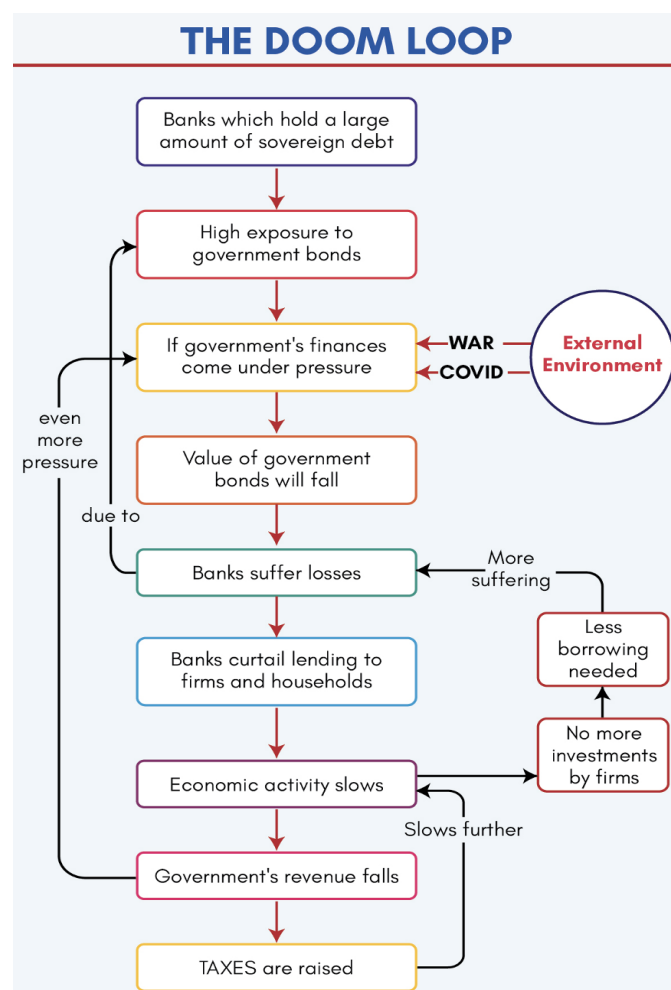 THE DOOM LOOP
Banks which hold a large
amount of sovereign debt
High exposure to
government bonds
If government's finances
come under pressure
WAR
COVID
External
Environment
even
more
pressure
Value of government
bonds will fall
due to
Banks suffer losses
More
suffering
Banks curtail lending to
firms and households
Less
borrowing
needed
No more
investments
by firms
Economic activity slows
Slows further
Government's revenue falls
TAXES are raised